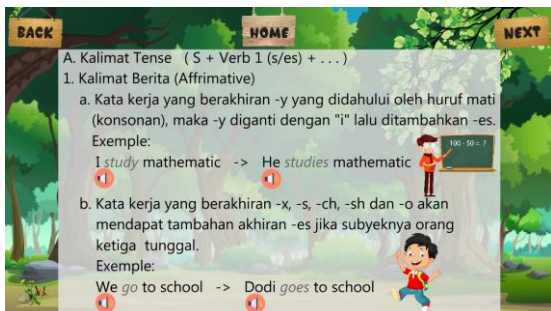 BACK
HOME
NEXT
A. Kalimat Tense ( S + Verb 1 (s/es) + . . . )
1. Kalimat Berita (Affrimative)
a. Kata kerja yang berakhiran -y yang didahului oleh huruf mati
(konsonan), maka -y diganti dengan "i" lalu ditambahkan -es.
Exemple:
I study mathematic -> He studies mathematic
100 - 50 = ?
b. Kata kerja yang berakhiran -x, -s, -ch, -sh dan -o akan
mendapat tambahan akhiran -es jika subyeknya orang
ketiga tunggal.
Exemple:
We go to school -> Dodi goes to school